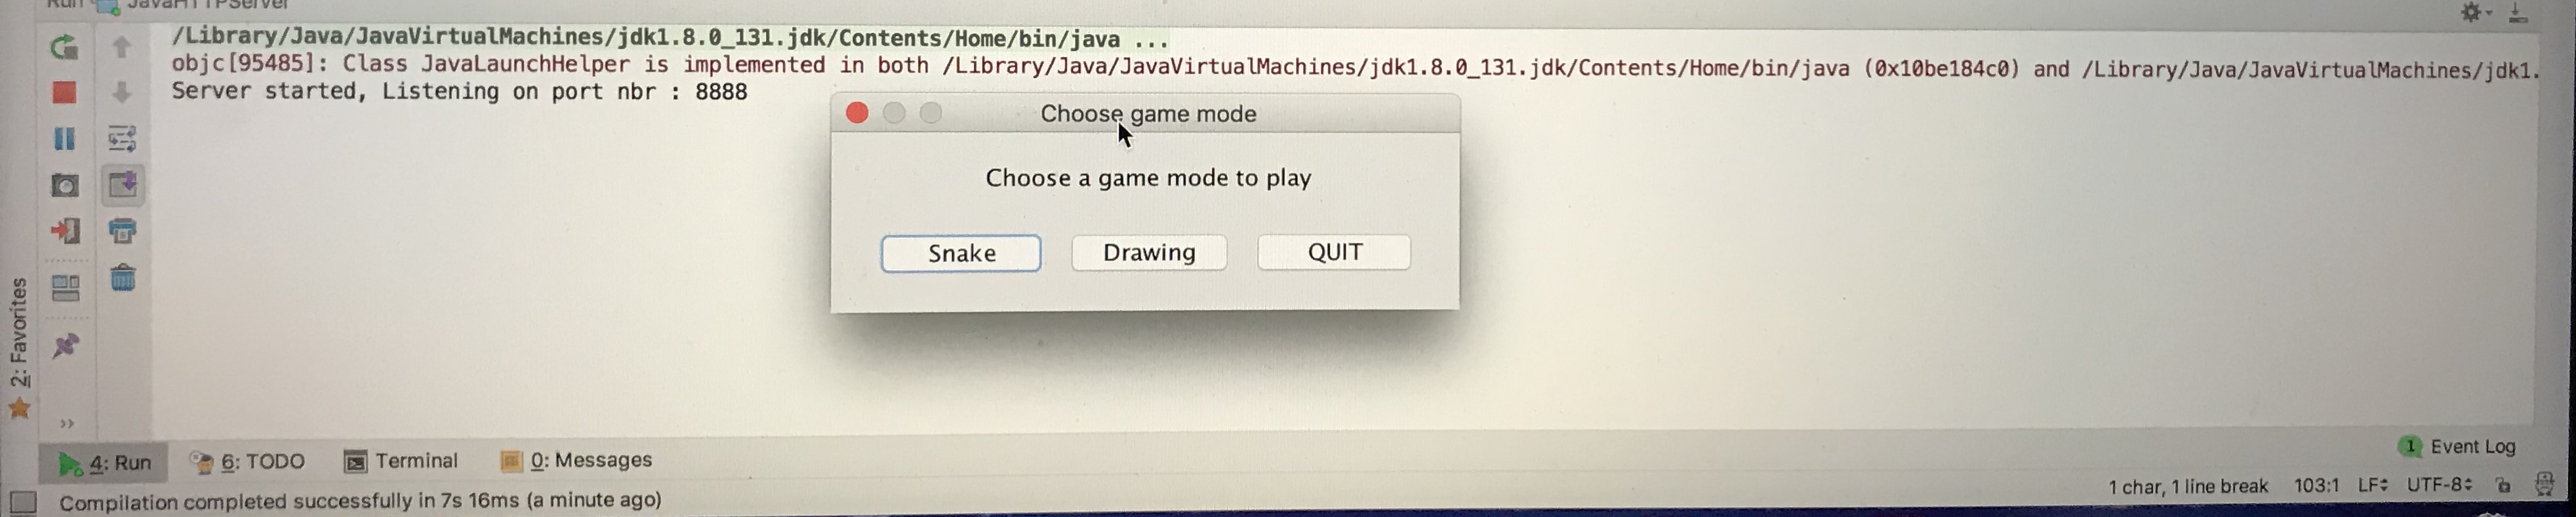 Run JavaHTTPServer
/Library/Java/JavaVirtualMachines/jdk1.8.0_131.jdk/Contents/Home/bin/java ...
objc[95485]: Class JavaLaunchHelper is implemented in both /Library/Java/JavaVirtualMachines/jdk1.8.0_131.jdk/Contents/Home/bin/java (0x10be184c0) and /Library/Java/JavaVirtualMachines/jdk1.
Server started, Listening on port nbr : 8888
Choose game mode
Choose a game mode to play
Snake Drawing QUIT
2: Favorites
4: Run 6: TODO Terminal 0: Messages 1 Event Log
Compilation completed successfully in 7s 16ms (a minute ago) 1 char, 1 line break 103:1 LF UTF-8